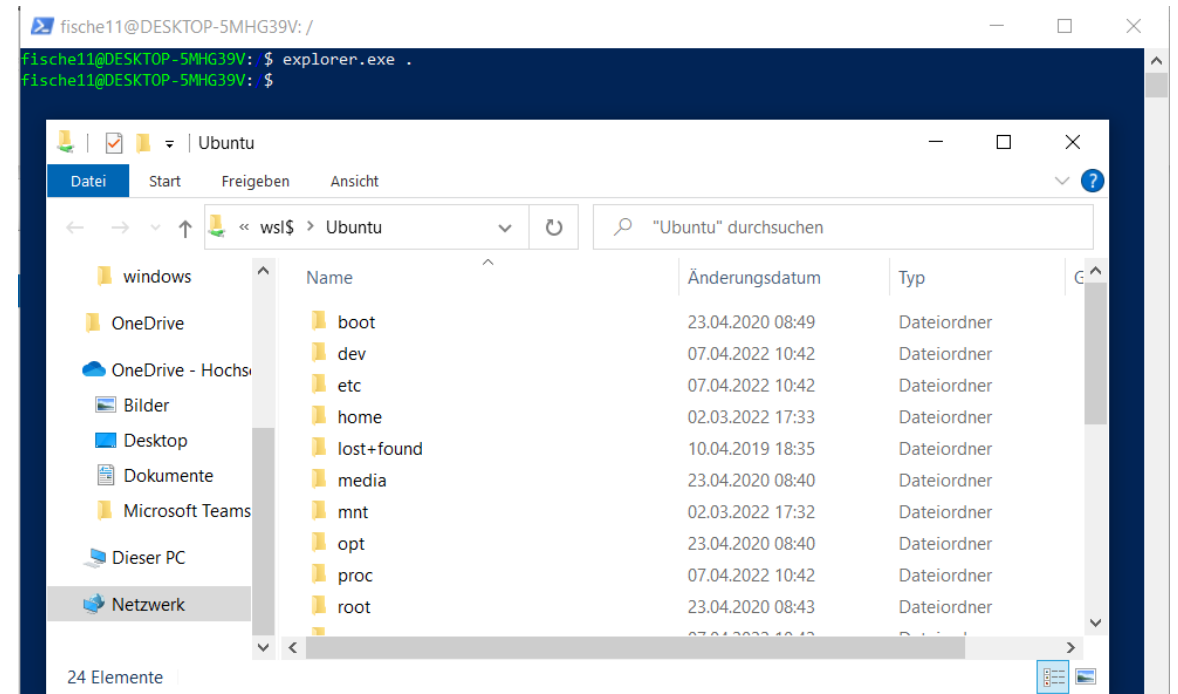 fische11@DESKTOP-5MHG39V: /
fische11@DESKTOP-5MHG39V:/$ explorer.exe .
fische11@DESKTOP-5MHG39V:/$
Ubuntu
Datei Start Freigeben Ansicht ?
« wsl$ > Ubuntu "Ubuntu" durchsuchen
windows
OneDrive
OneDrive - Hochs
Bilder
Desktop
Dokumente
Microsoft Teams
Dieser PC
Netzwerk
Name Änderungsdatum Typ
boot 23.04.2020 08:49 Dateiordner
dev 07.04.2022 10:42 Dateiordner
etc 07.04.2022 10:42 Dateiordner
home 02.03.2022 17:33 Dateiordner
lost+found 10.04.2019 18:35 Dateiordner
media 23.04.2020 08:40 Dateiordner
mnt 02.03.2022 17:32 Dateiordner
opt 23.04.2020 08:40 Dateiordner
proc 07.04.2022 10:42 Dateiordner
root 23.04.2020 08:43 Dateiordner
24 Elemente